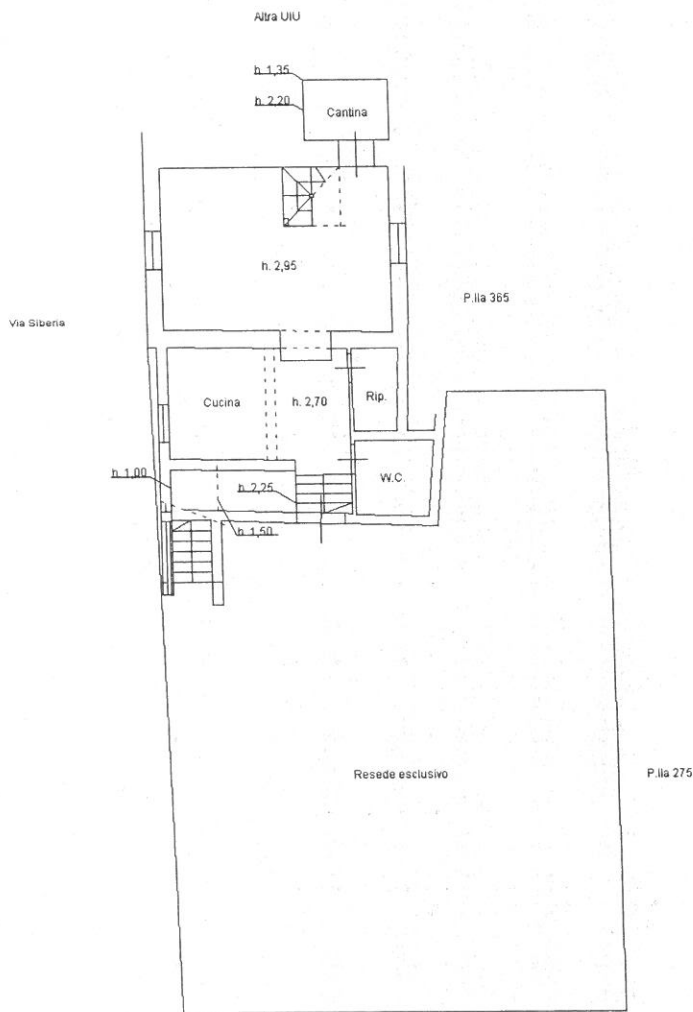 Altra UIU
h. 1,35
h. 2,20
Cantina
h. 2,95
P.lla 365
Via Siberia
Cucina
h. 2,70
Rip.
h. 1,00
h. 2,25
W.C.
h. 1,50
Resede esclusivo
P.lla 275